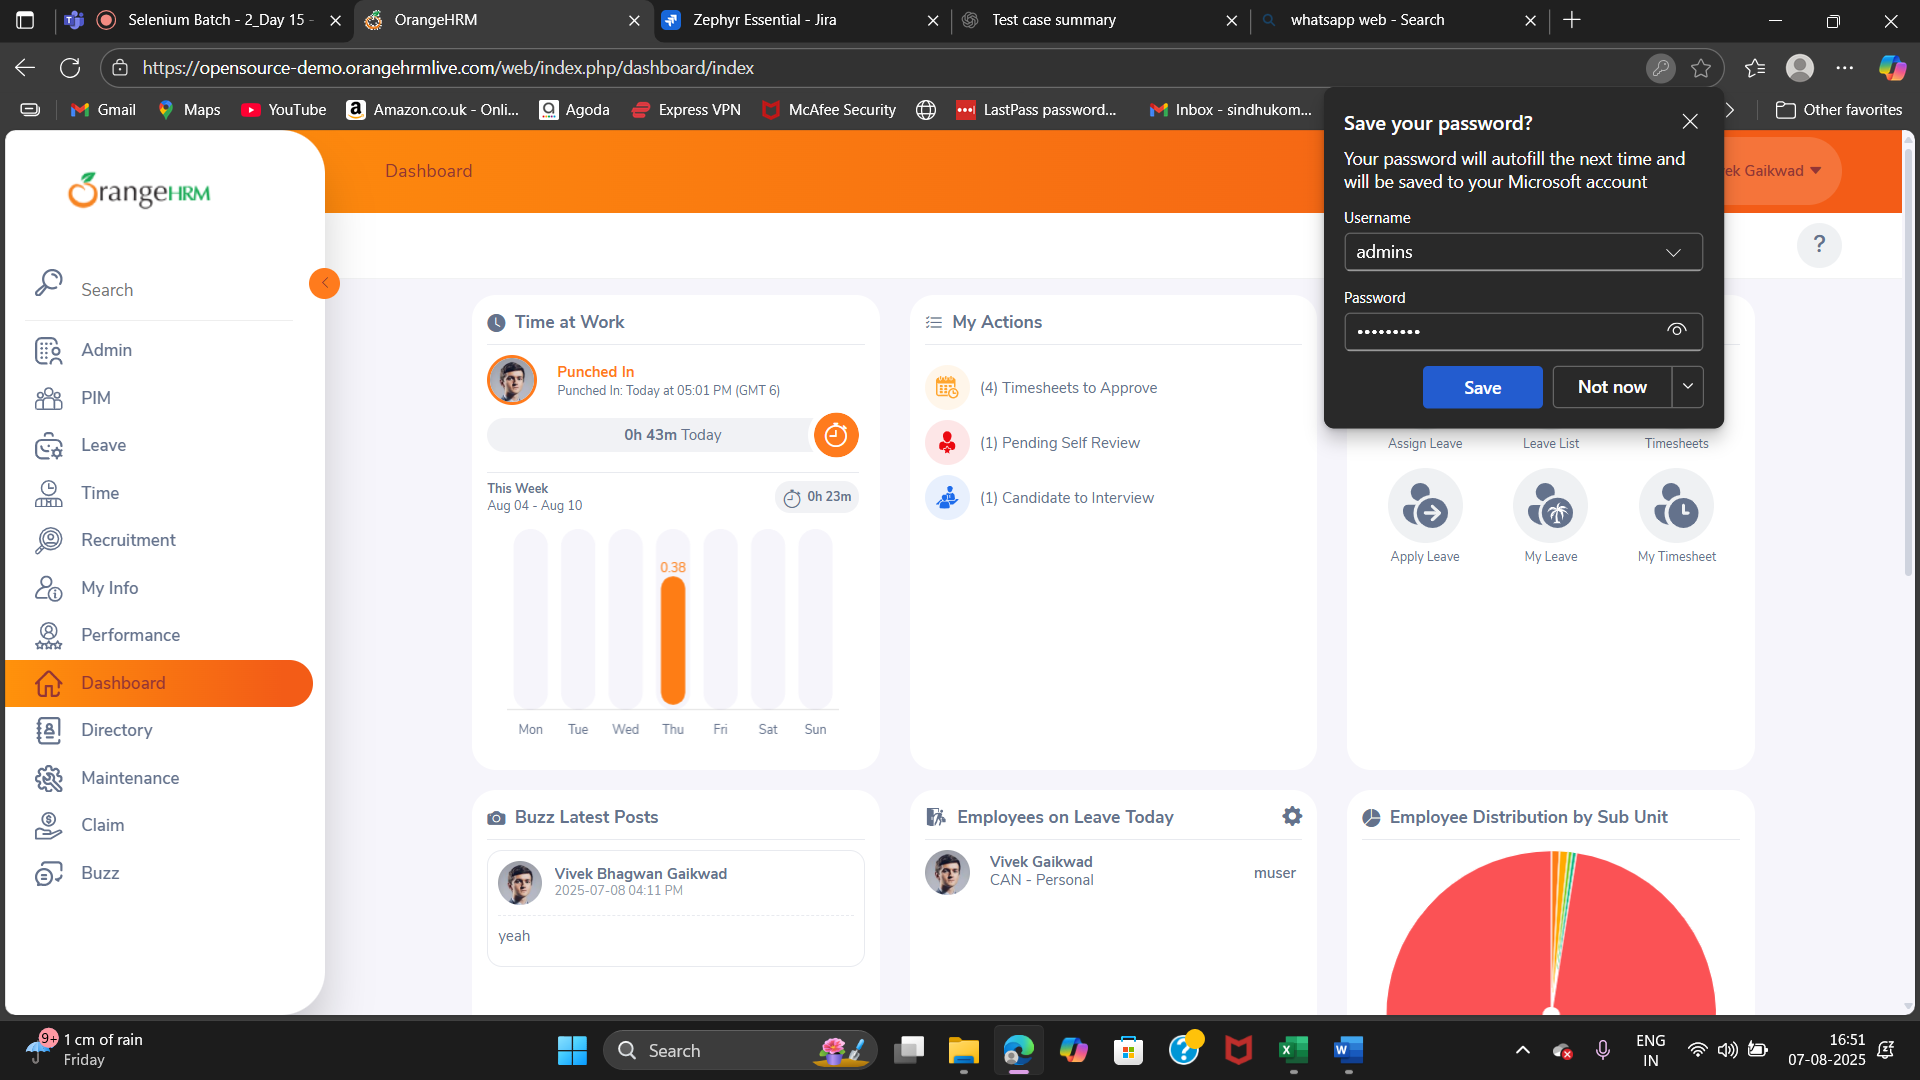 Selenium Batch - 2_Day 15 -
OrangeHRM
Zephyr Essential - Jira
Test case summary
whatsapp web - Search
https://opensource-demo.orangehrmlive.com/web/index.php/dashboard/index
Gmail
Maps
YouTube
Amazon.co.uk - Onli...
Agoda
Express VPN
McAfee Security
LastPass password...
Inbox - sindhukom...
Other favorites
Save your password?
Your password will autofill the next time and
will be saved to your Microsoft account
Username
admins
Password
•••••••••
Save
Not now
OrangeHRM
Dashboard
ek Gaikwad
?
Search
Admin
PIM
Leave
Time
Recruitment
My Info
Performance
Dashboard
Directory
Maintenance
Claim
Buzz
Time at Work
Punched In
Punched In: Today at 05:01 PM (GMT 6)
0h 43m Today
This Week
Aug 04 - Aug 10
0h 23m
0.38
Mon Tue Wed Thu Fri Sat Sun
My Actions
(4) Timesheets to Approve
(1) Pending Self Review
(1) Candidate to Interview
Assign Leave
Leave List
Timesheets
Apply Leave
My Leave
My Timesheet
Buzz Latest Posts
Vivek Bhagwan Gaikwad
2025-07-08 04:11 PM
yeah
Employees on Leave Today
Vivek Gaikwad
CAN - Personal
muser
Employee Distribution by Sub Unit
9+
1 cm of rain
Friday
Search
ENG
IN
16:51
07-08-2025